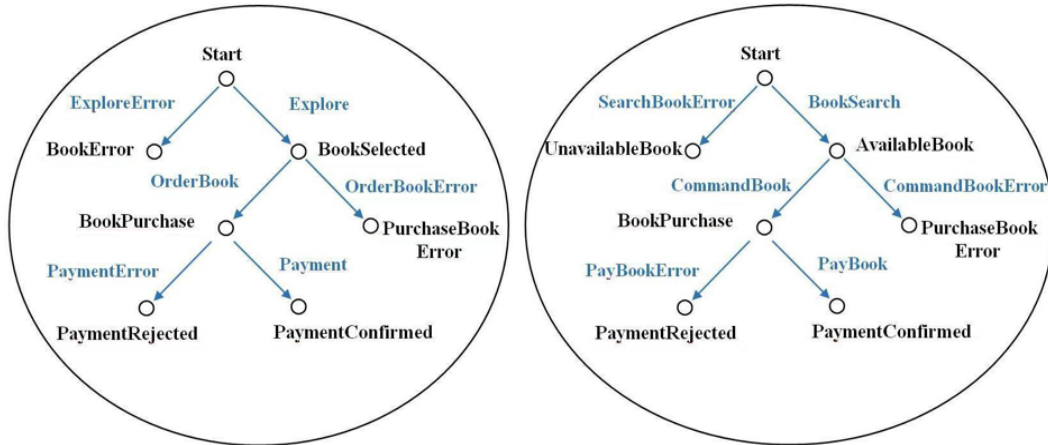 Start
ExploreError
Explore
BookError
BookSelected
OrderBook
OrderBookError
BookPurchase
PurchaseBook
Error
PaymentError
Payment
PaymentRejected
PaymentConfirmed
Start
SearchBookError
BookSearch
UnavailableBook
AvailableBook
CommandBook
CommandBookError
BookPurchase
PurchaseBook
Error
PayBookError
PayBook
PaymentRejected
PaymentConfirmed